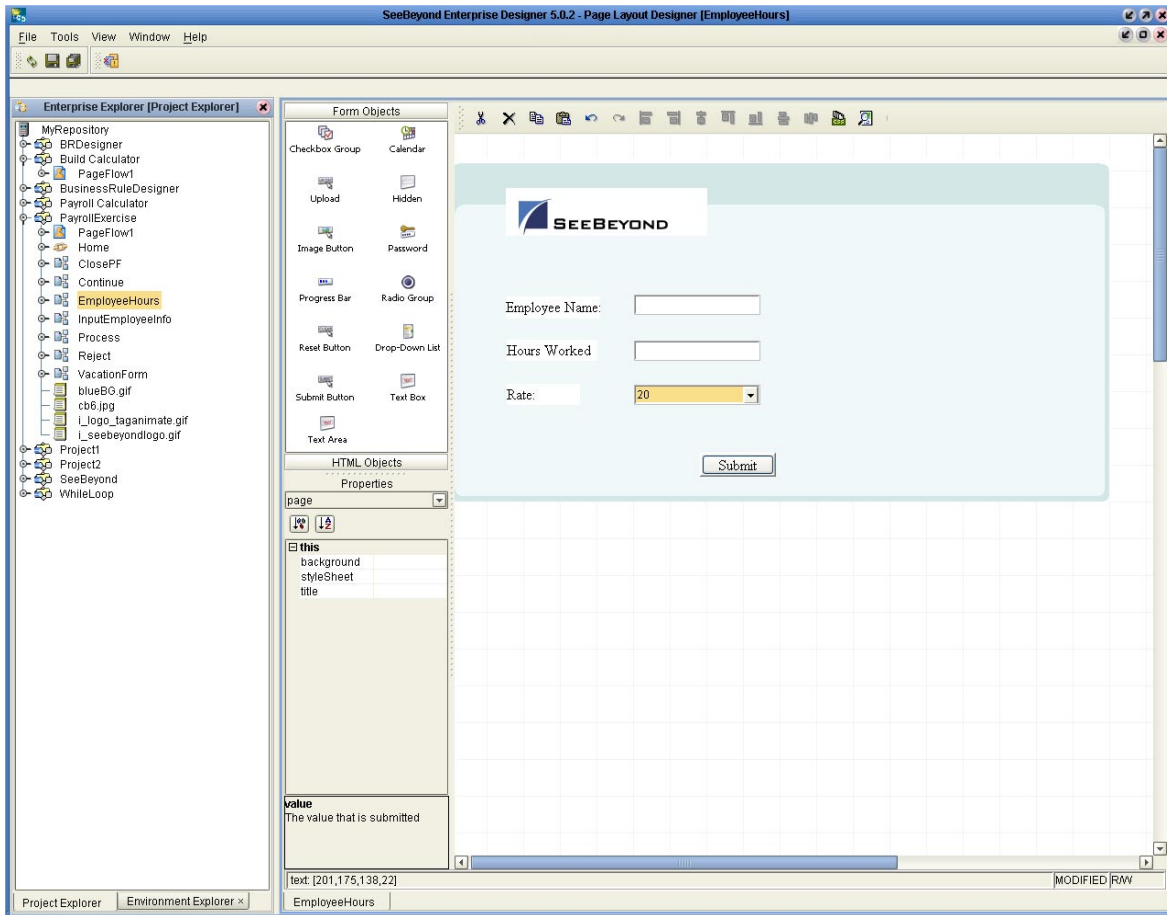 SeeBeyond Enterprise Designer 5.0.2 - Page Layout Designer [EmployeeHours]
File Tools View Window Help
Enterprise Explorer [Project Explorer]
MyRepository
BRDesigner
Build Calculator
PageFlow1
BusinessRuleDesigner
Payroll Calculator
PayrollExercise
PageFlow1
Home
ClosePF
Continue
EmployeeHours
InputEmployeeInfo
Process
Reject
VacationForm
blueBG.gif
cb6.jpg
i_logo_taganimate.gif
i_seebeyondlogo.gif
Project1
Project2
SeeBeyond
WhileLoop
Project Explorer
Environment Explorer ×
Form Objects
Checkbox Group Calendar
Upload Hidden
Image Button Password
Progress Bar Radio Group
Reset Button Drop-Down List
Submit Button Text Box
Text Area
HTML Objects
Properties
page
this
background
styleSheet
title
value
The value that is submitted
SEEBEYOND
Employee Name:
Hours Worked
Rate: 20
Submit
text: [201,175,138,22]
MODIFIED R/W
EmployeeHours